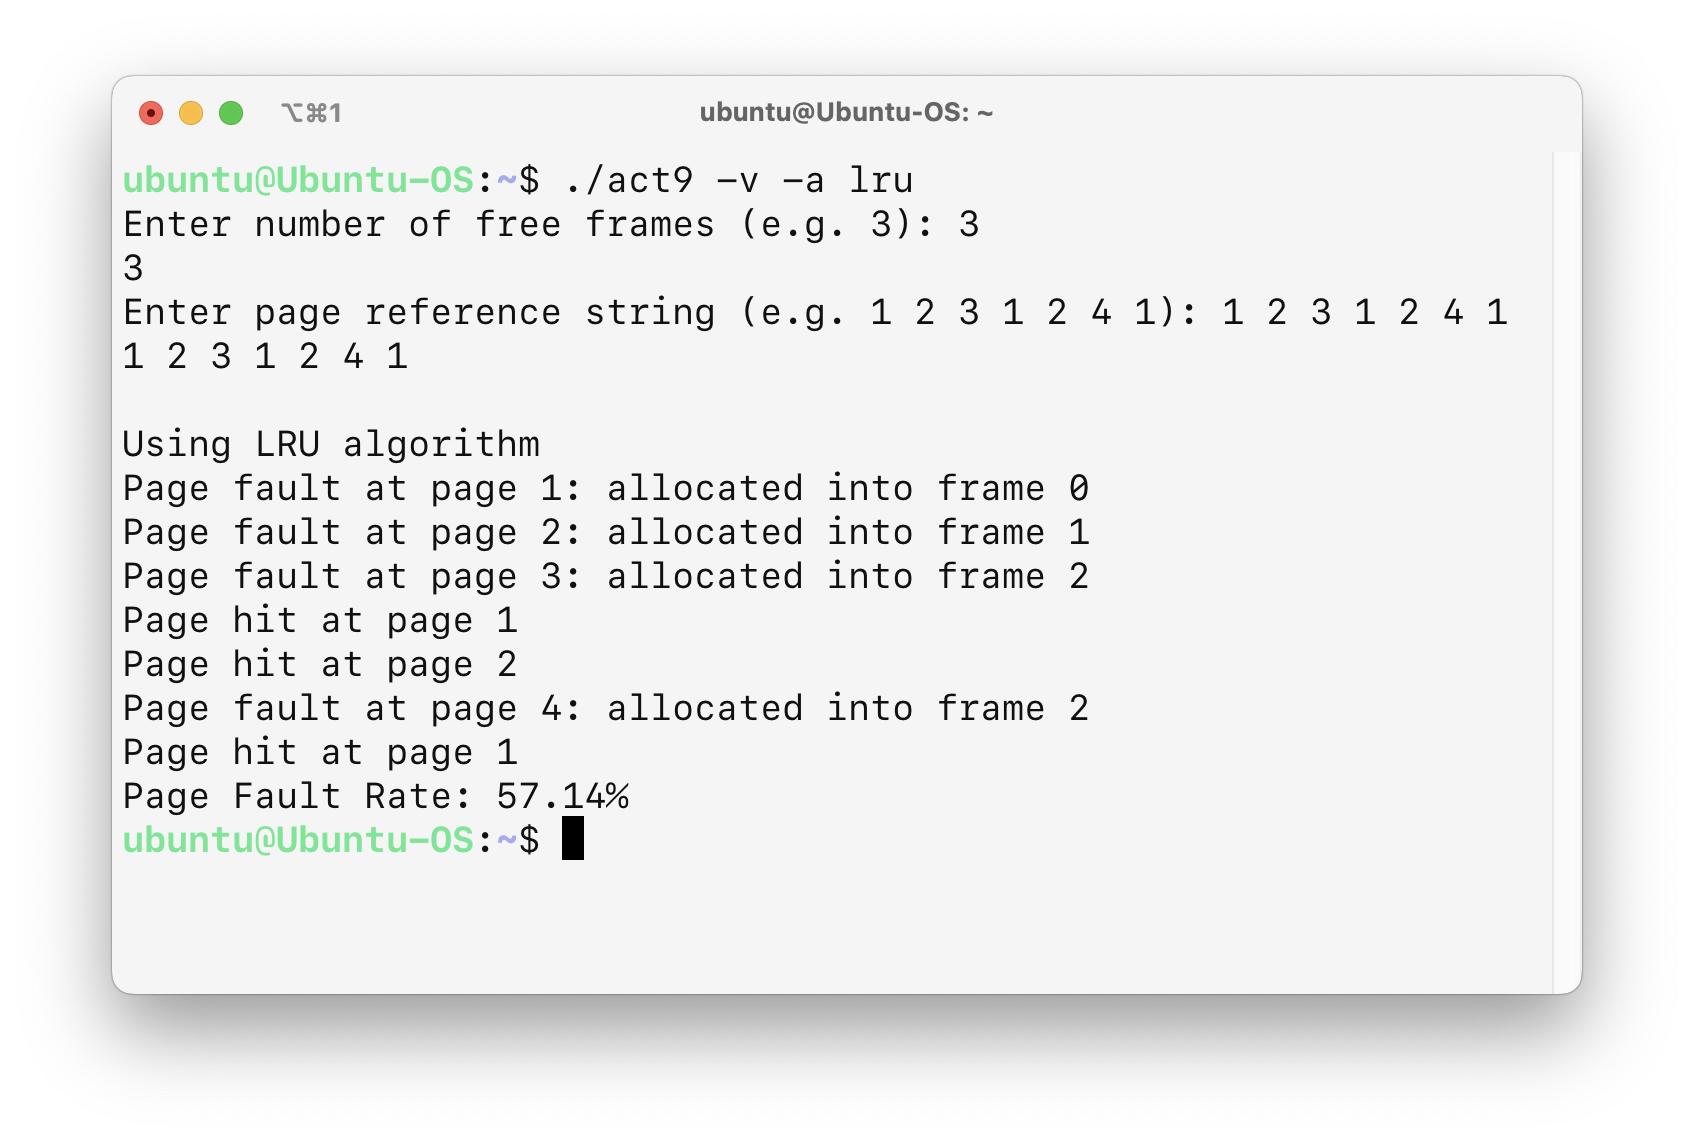 ⌥⌘1
ubuntu@Ubuntu-OS: ~
ubuntu@Ubuntu-OS:~$ ./act9 -v -a lru
Enter number of free frames (e.g. 3): 3
3
Enter page reference string (e.g. 1 2 3 1 2 4 1): 1 2 3 1 2 4 1
1 2 3 1 2 4 1
Using LRU algorithm
Page fault at page 1: allocated into frame 0
Page fault at page 2: allocated into frame 1
Page fault at page 3: allocated into frame 2
Page hit at page 1
Page hit at page 2
Page fault at page 4: allocated into frame 2
Page hit at page 1
Page Fault Rate: 57.14%
ubuntu@Ubuntu-OS:~$